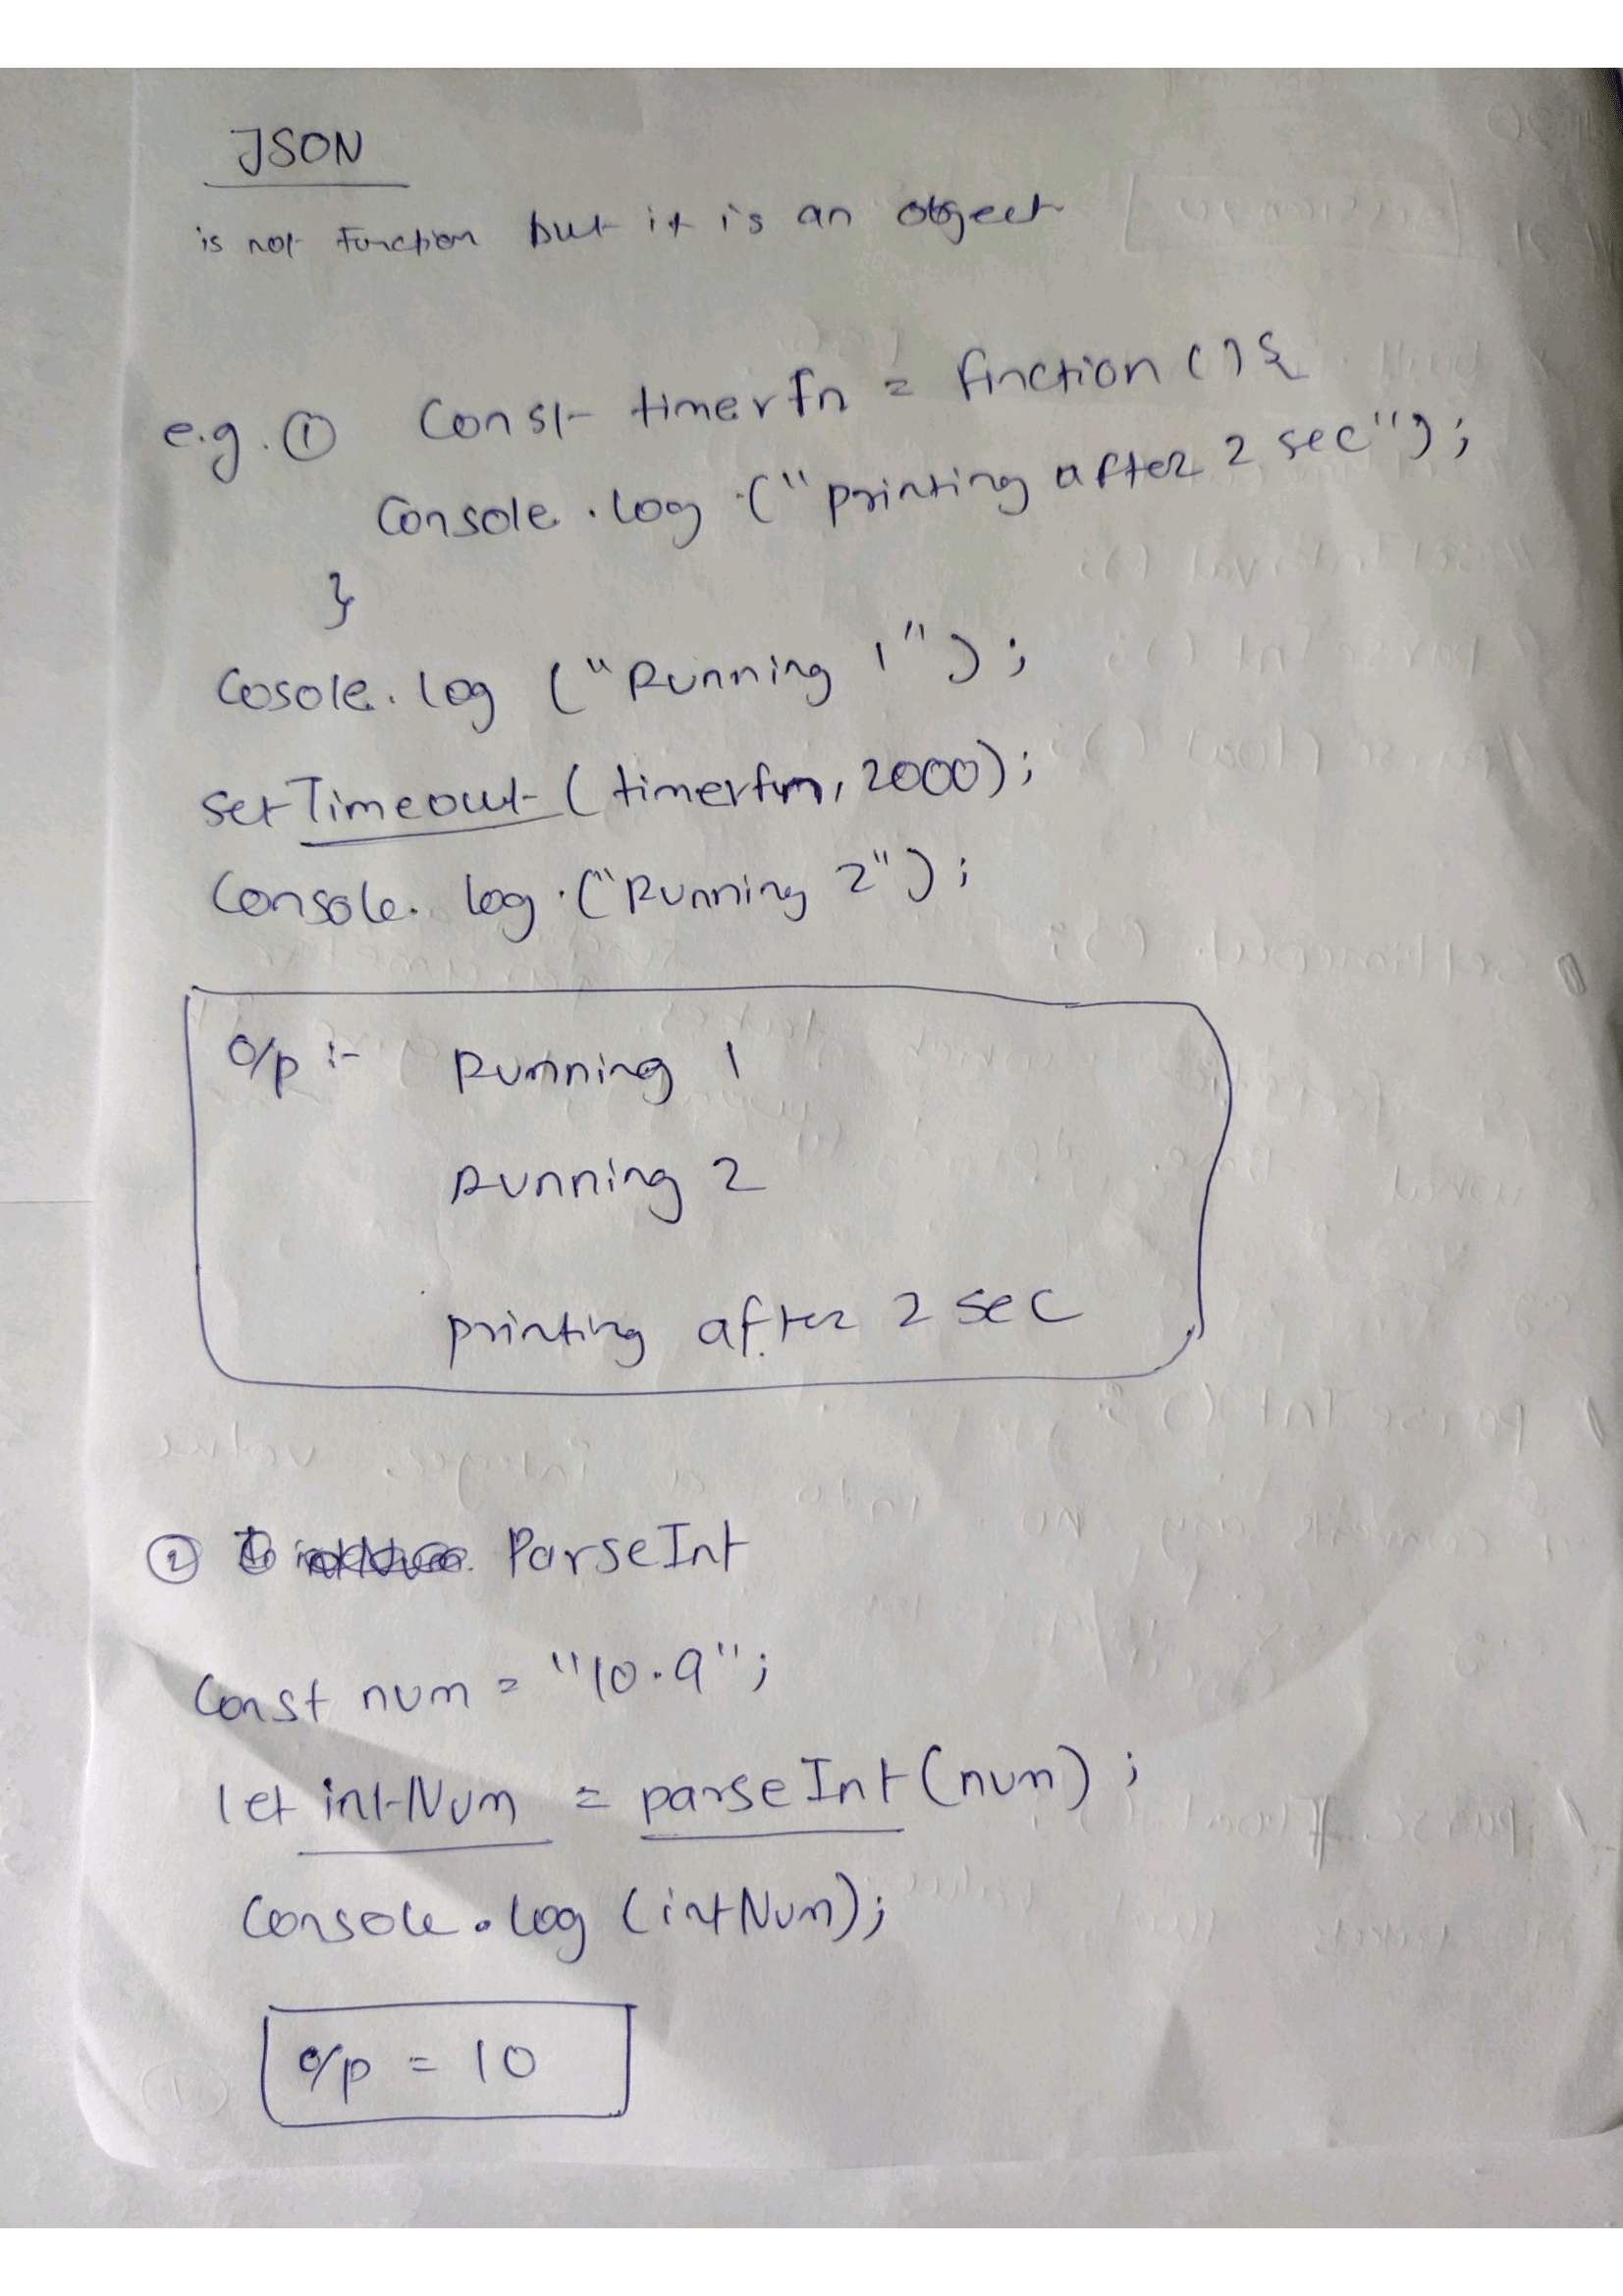 JSON
is not Function but it is an object
e.g. ① Const timerfn = finction () {
Console.log ("printing after 2 sec");
}
Cosole.log ("Running 1");
setTimeout (timerfn, 2000);
Console.log ("Running 2");
o/p :- Running 1
Running 2
printing after 2 sec
② ParseInt
Const num = "10.9";
let intNum = parseInt (num);
Console.log (intNum);
o/p = 10